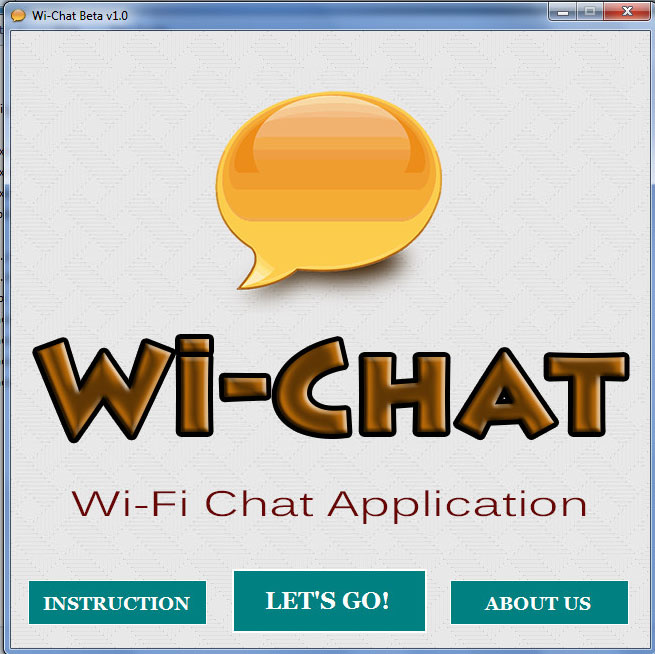 Wi-Chat Beta v1.0
Wi-Chat
Wi-Fi Chat Application
INSTRUCTION
LET'S GO!
ABOUT US